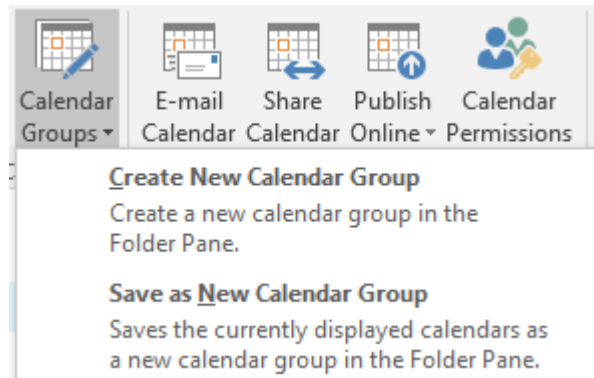 Calendar Groups
E-mail Calendar
Share Calendar
Publish Online
Calendar Permissions
Create New Calendar Group
Create a new calendar group in the
Folder Pane.
Save as New Calendar Group
Saves the currently displayed calendars as
a new calendar group in the Folder Pane.